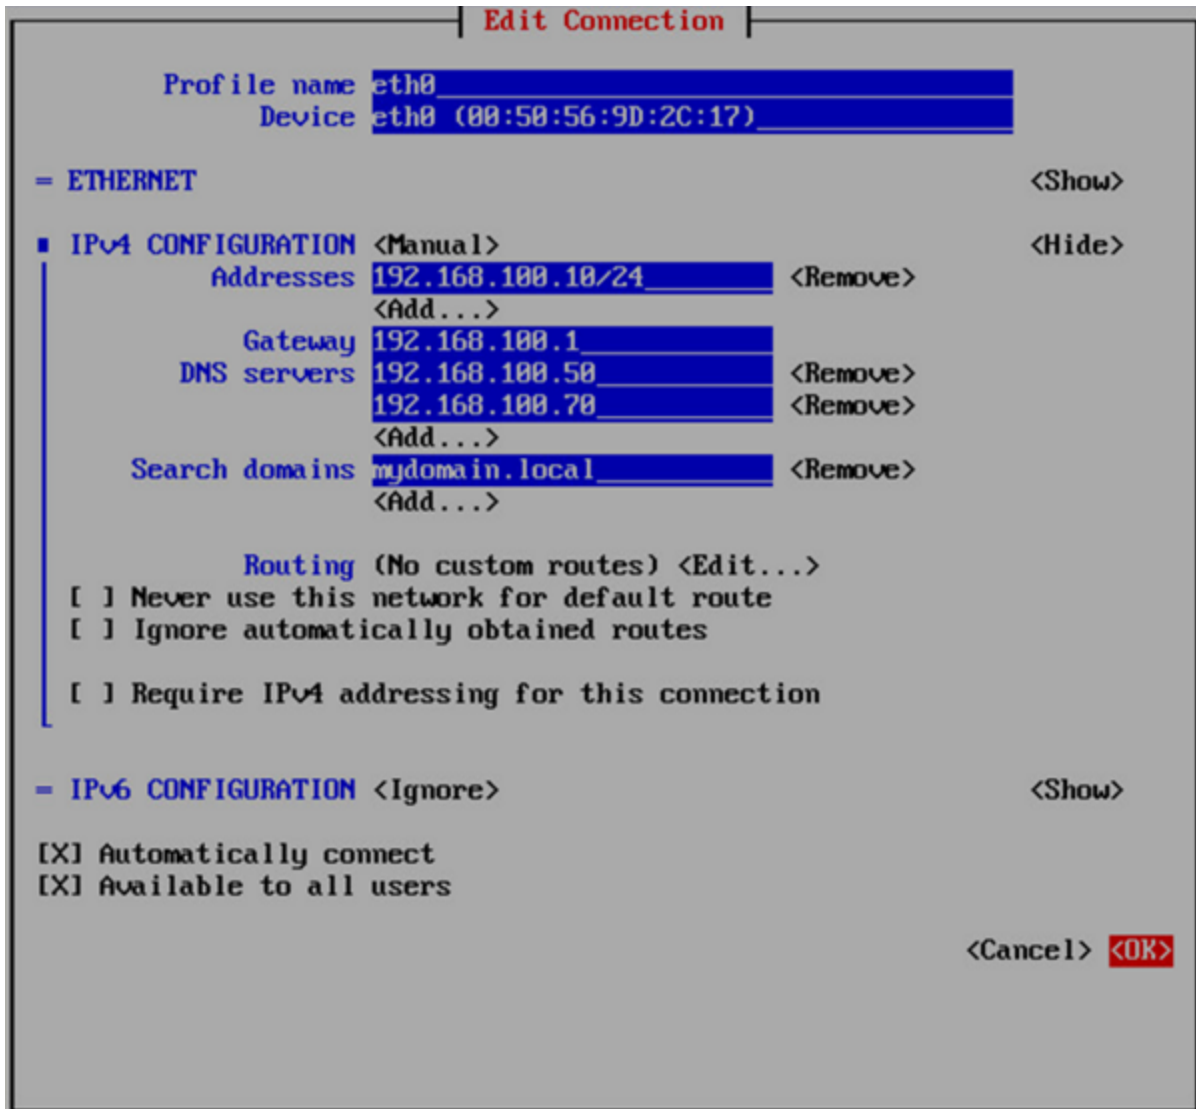 Edit Connection
Profile name eth0
Device eth0 (00:50:56:9D:2C:17)
= ETHERNET <Show>
IPv4 CONFIGURATION <Manual> <Hide>
Addresses 192.168.100.10/24 <Remove>
<Add...>
Gateway 192.168.100.1
DNS servers 192.168.100.50 <Remove>
192.168.100.70 <Remove>
<Add...>
Search domains mydomain.local <Remove>
<Add...>
Routing (No custom routes) <Edit...>
[ ] Never use this network for default route
[ ] Ignore automatically obtained routes
[ ] Require IPv4 addressing for this connection
= IPv6 CONFIGURATION <Ignore> <Show>
[X] Automatically connect
[X] Available to all users
<Cancel> <OK>